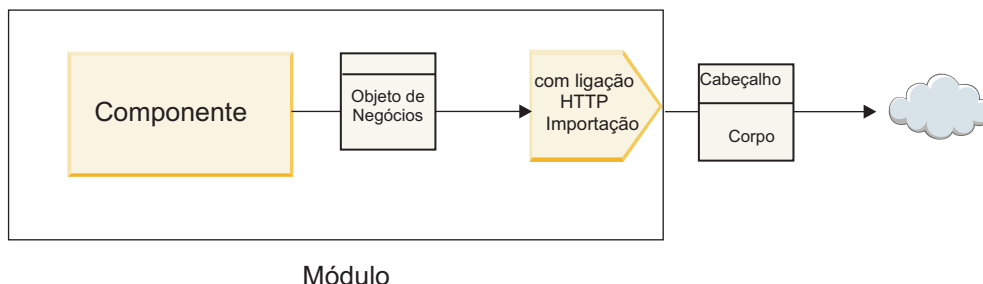 Componente
Objeto de
Negócios
com ligação
HTTP
Importação
Cabeçalho
Corpo
Módulo